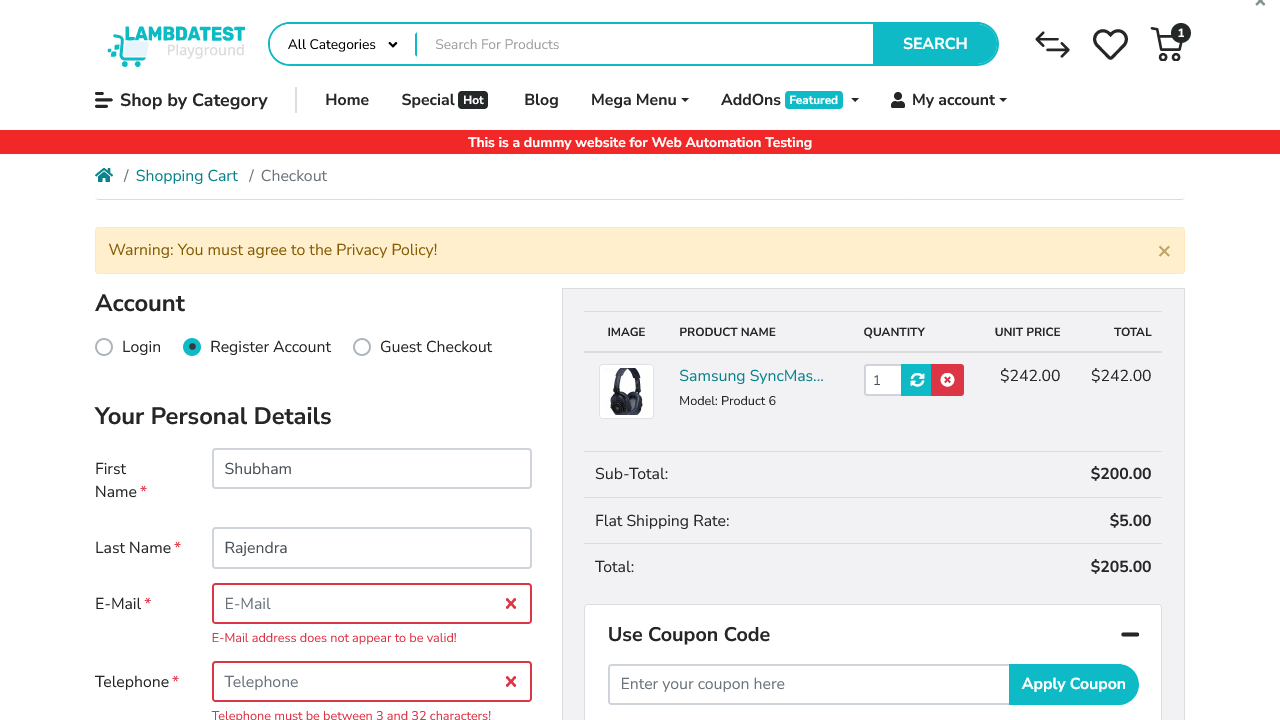 LAMBDATEST
Playground
All Categories
Search For Products
SEARCH
1
Shop by Category
Home
Special Hot
Blog
Mega Menu
AddOns Featured
My account
This is a dummy website for Web Automation Testing
/ Shopping Cart / Checkout
Warning: You must agree to the Privacy Policy!
×
Account
Login
Register Account
Guest Checkout
Your Personal Details
First
Name *
Shubham
Last Name *
Rajendra
E-Mail *
E-Mail
E-Mail address does not appear to be valid!
Telephone *
Telephone
Telephone must be between 3 and 32 characters!
IMAGE PRODUCT NAME QUANTITY UNIT PRICE TOTAL
Samsung SyncMas... 1 $242.00 $242.00
Model: Product 6
Sub-Total: $200.00
Flat Shipping Rate: $5.00
Total: $205.00
Use Coupon Code
Enter your coupon here
Apply Coupon